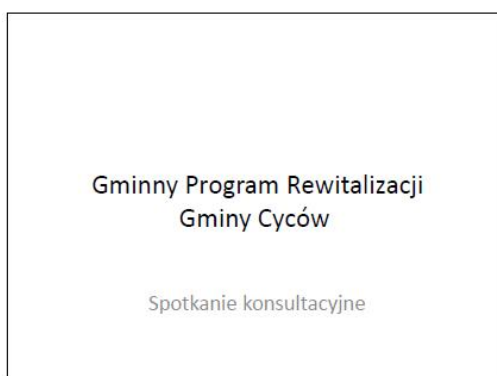 Gminny Program Rewitalizacji
Gminy Cyców
Spotkanie konsultacyjne